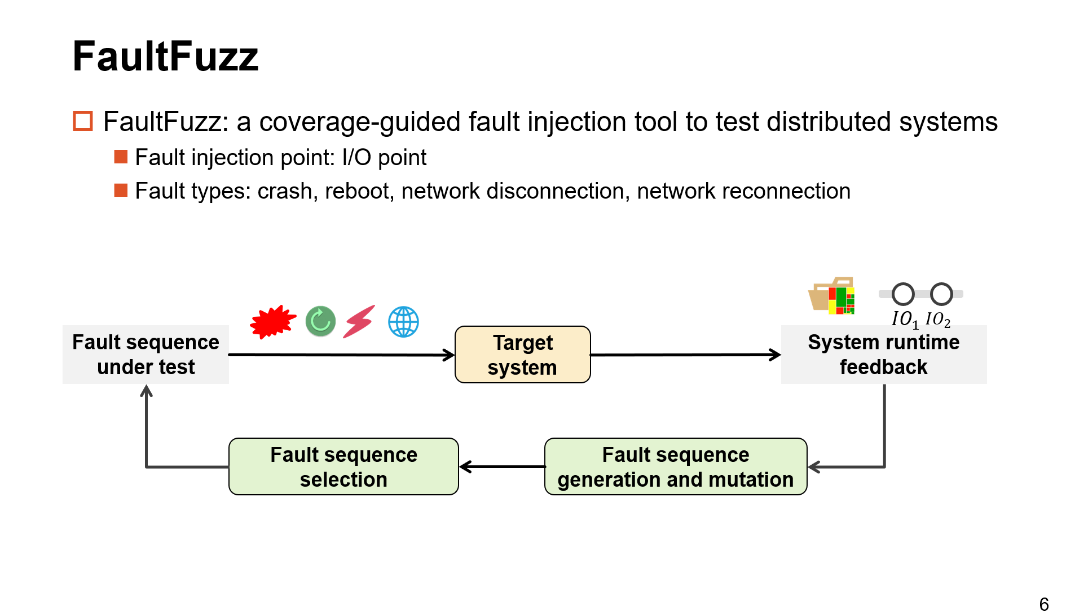 FaultFuzz
FaultFuzz: a coverage-guided fault injection tool to test distributed systems
Fault injection point: I/O point
Fault types: crash, reboot, network disconnection, network reconnection
IO1 IO2
Fault sequence
under test
Target
system
System runtime
feedback
Fault sequence
selection
Fault sequence
generation and mutation
6